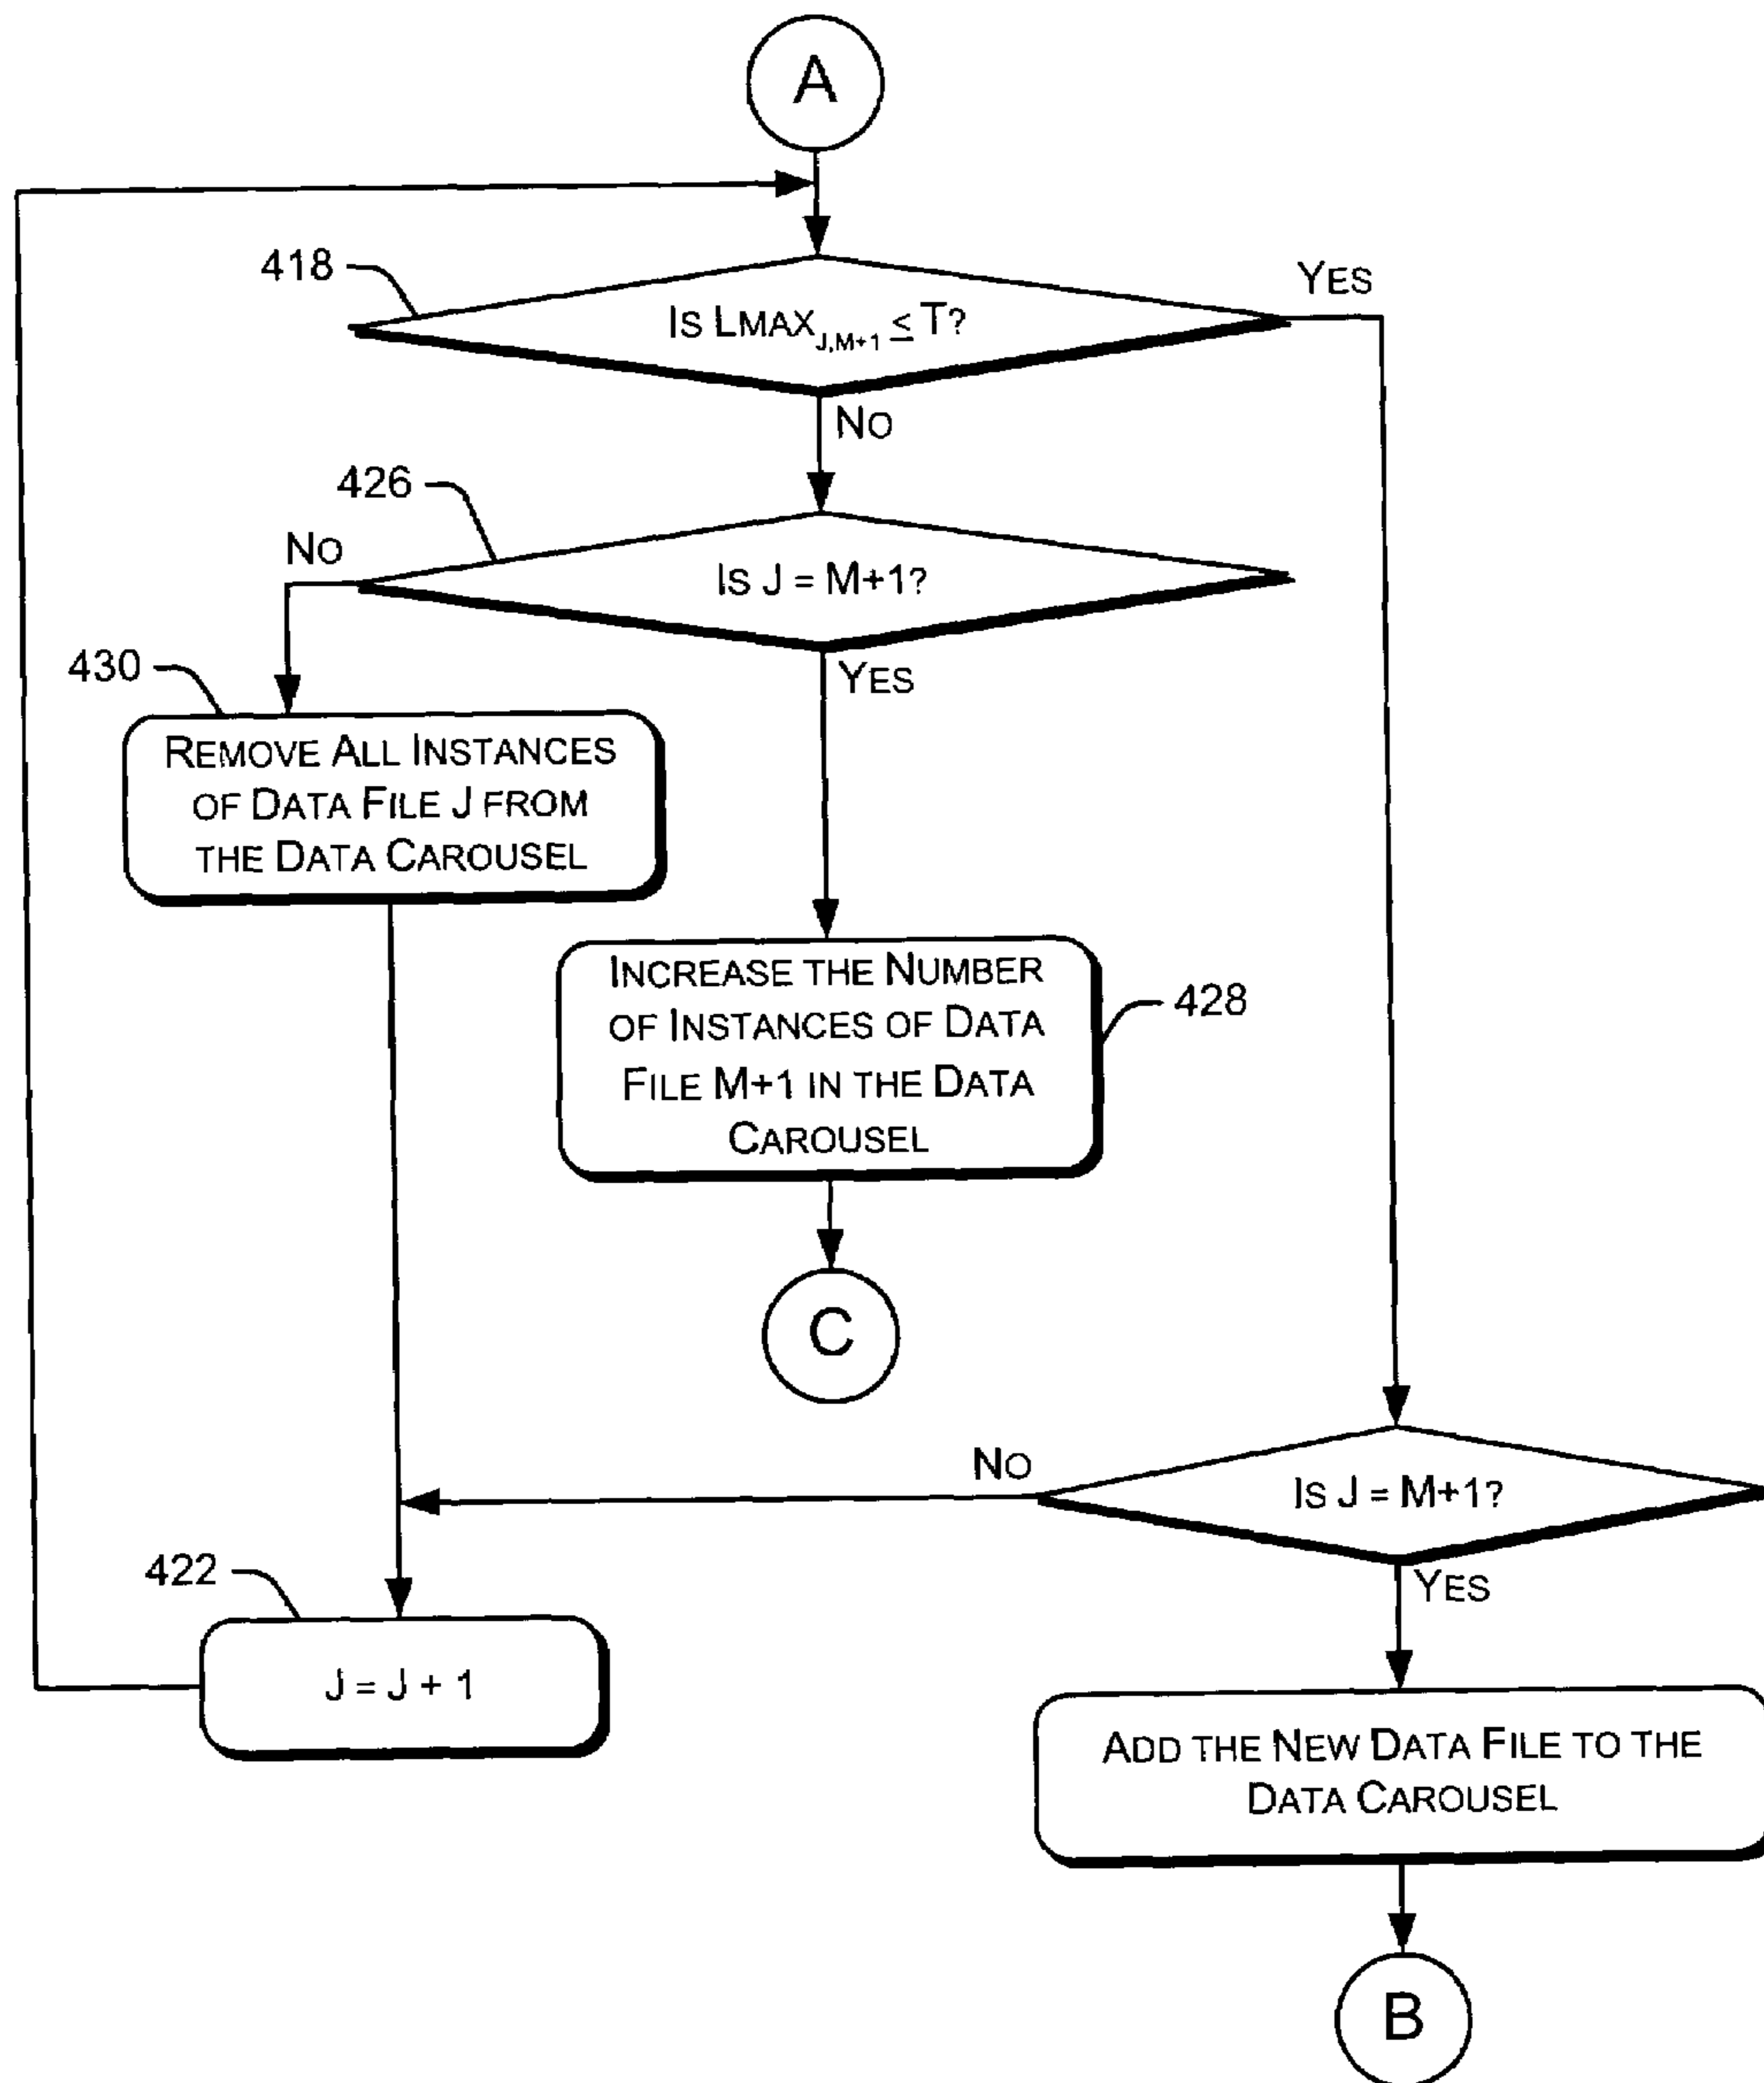 A
418
YES
IS LMAX J,M+1 ≤ T?
NO
426
NO
IS J = M+1?
430
YES
REMOVE ALL INSTANCES
OF DATA FILE J FROM
THE DATA CAROUSEL
INCREASE THE NUMBER
OF INSTANCES OF DATA
FILE M+1 IN THE DATA
CAROUSEL
428
C
NO
IS J = M+1?
422
YES
J = J + 1
ADD THE NEW DATA FILE TO THE
DATA CAROUSEL
B